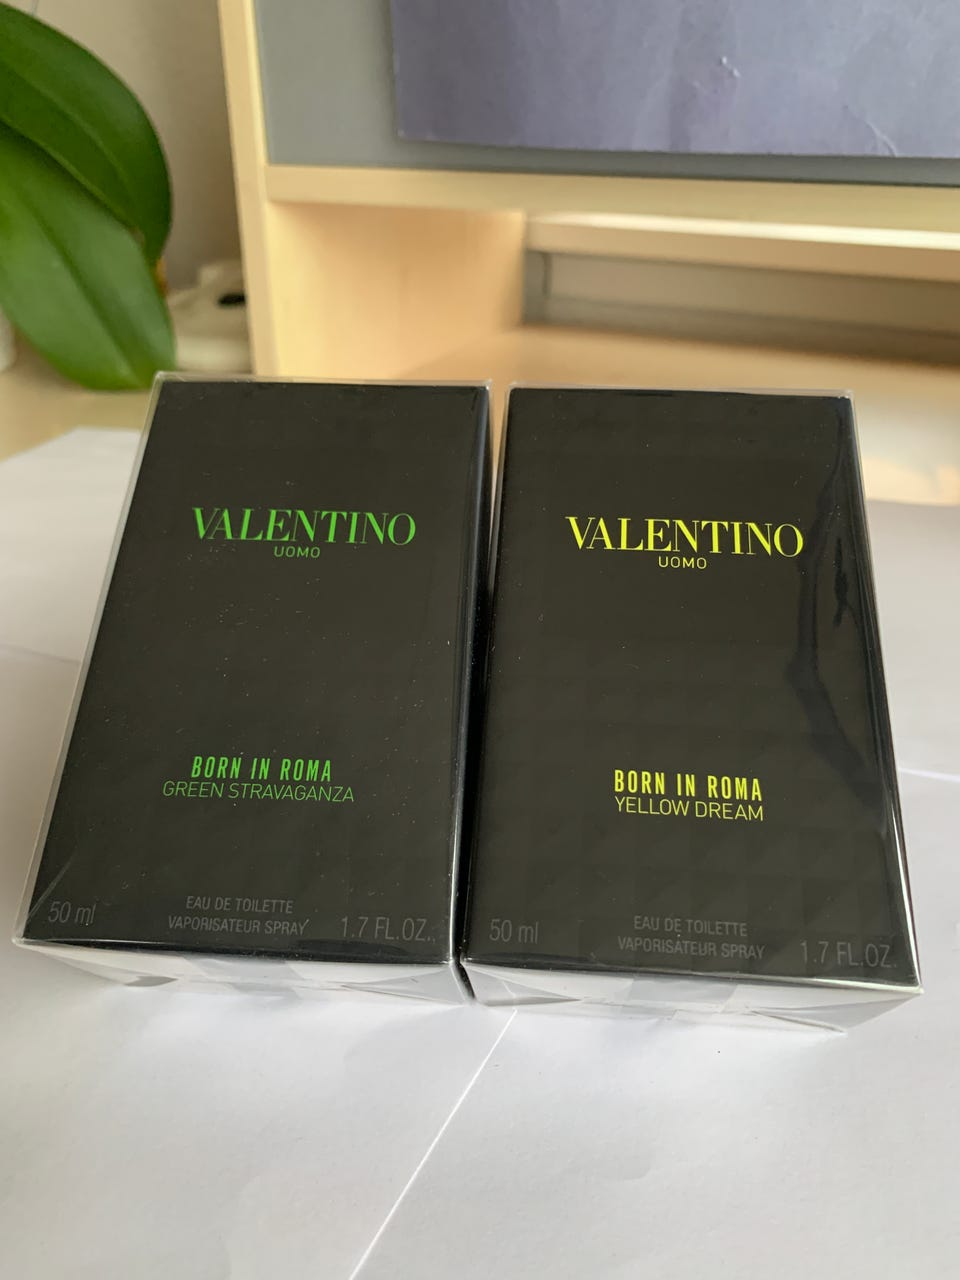 VALENTINO
UOMO
BORN IN ROMA
GREEN STRAVAGANZA
50 ml
EAU DE TOILETTE
VAPORISATEUR SPRAY
1.7 FL.OZ.
VALENTINO
UOMO
BORN IN ROMA
YELLOW DREAM
50 ml
EAU DE TOILETTE
VAPORISATEUR SPRAY
1.7 FL.OZ.